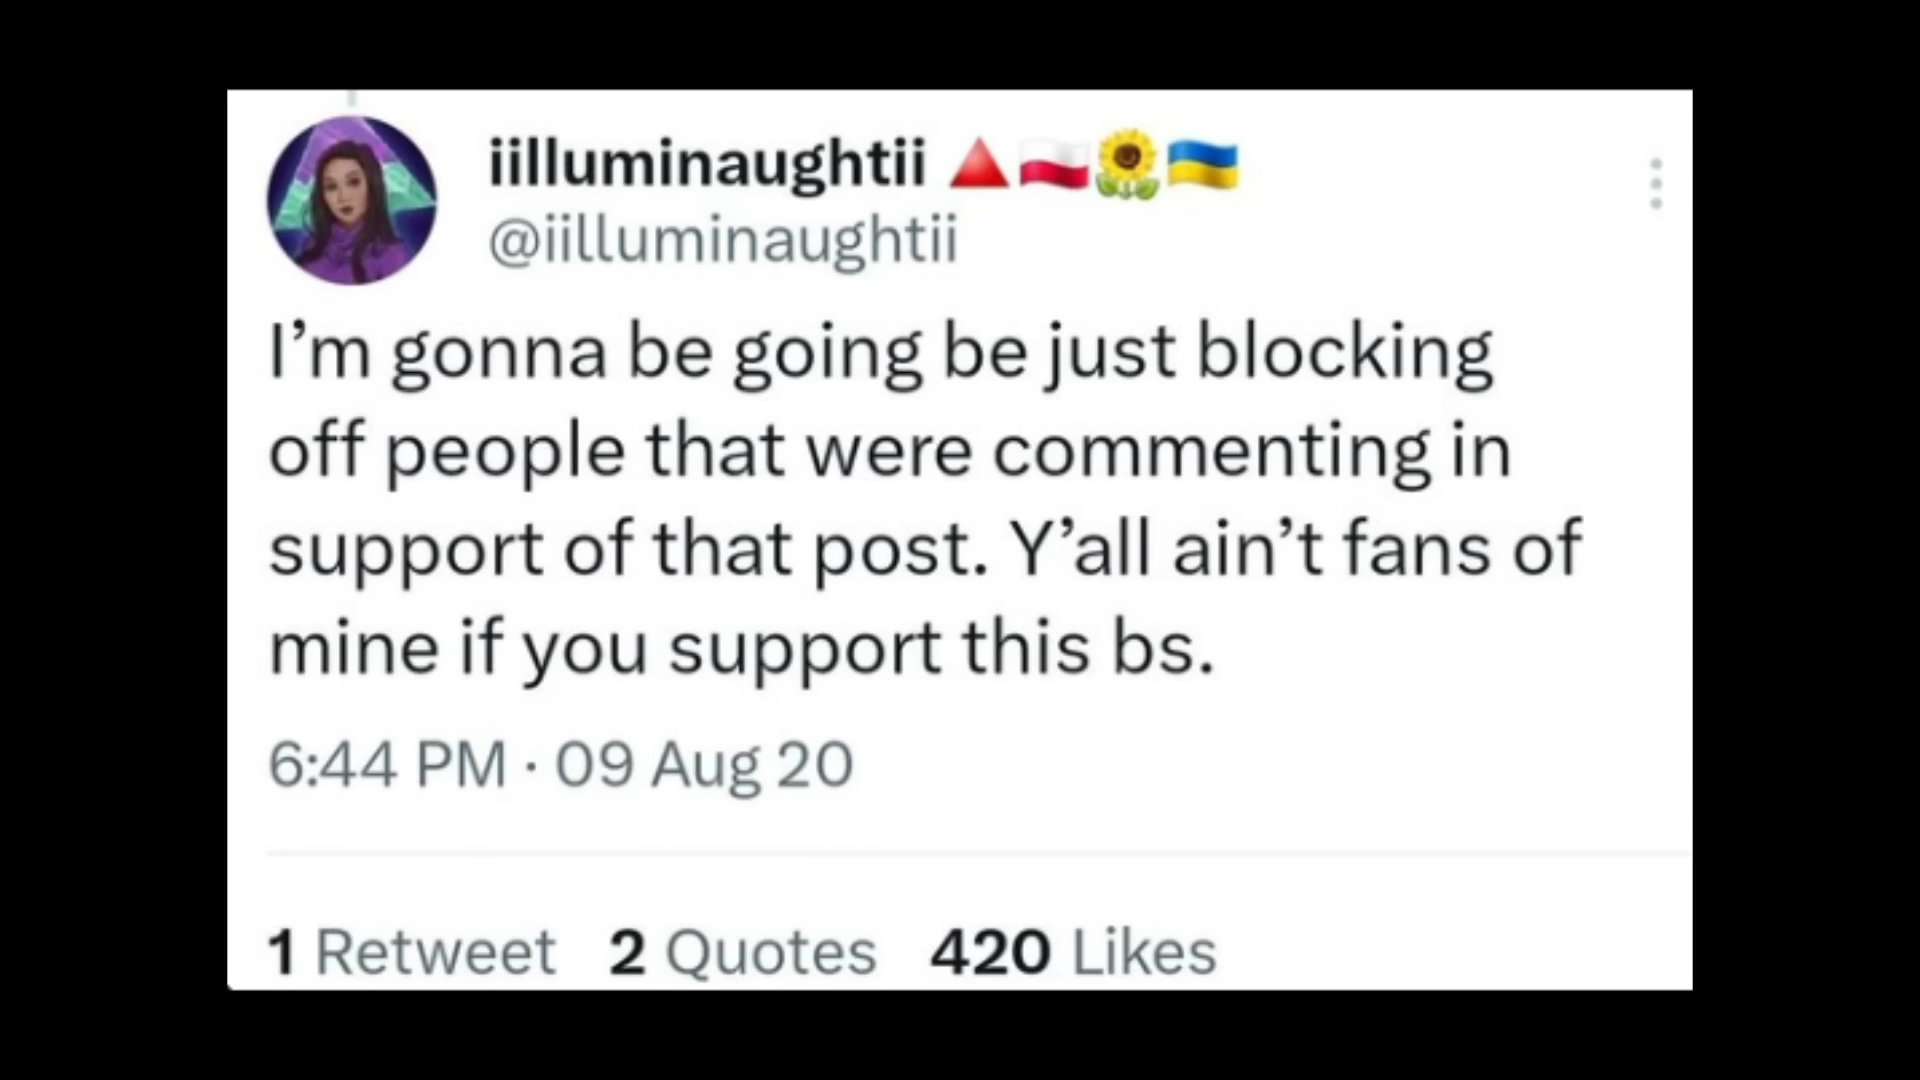 iilluminaughtii 🔺🇵🇱🌻🇺🇦
@iilluminaughtii
I’m gonna be going be just blocking
off people that were commenting in
support of that post. Y’all ain’t fans of
mine if you support this bs.
6:44 PM · 09 Aug 20
1 Retweet 2 Quotes 420 Likes